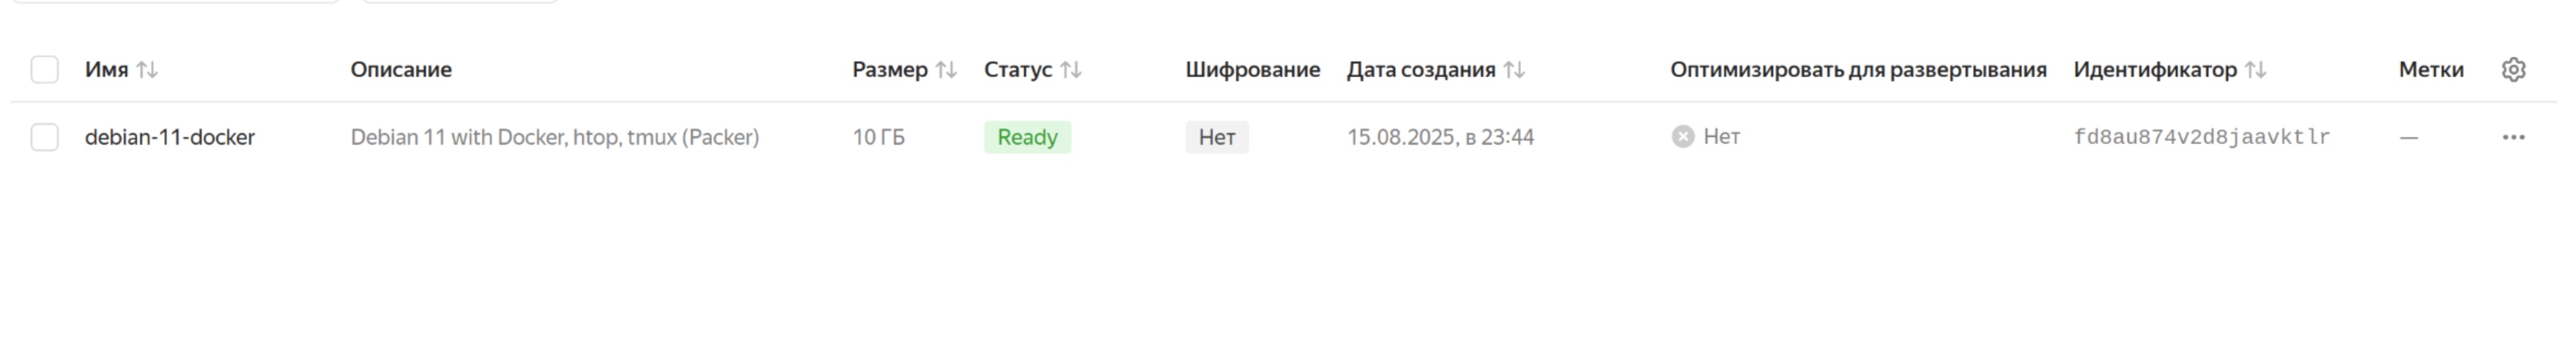 Имя Описание Размер Статус Шифрование Дата создания Оптимизировать для развертывания Идентификатор Метки
debian-11-docker Debian 11 with Docker, htop, tmux (Packer) 10 ГБ Ready Нет 15.08.2025, в 23:44 Нет fd8au874v2d8jaavktlr —